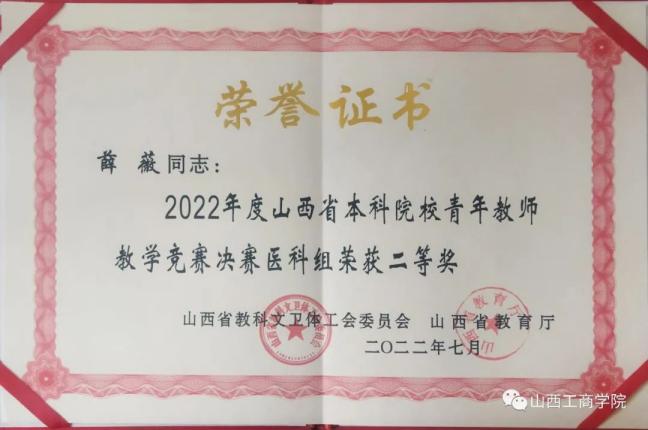 荣誉证书
薛薇同志：
2022年度山西省本科院校青年教师
教学竞赛决赛医科组荣获二等奖
山西省教科文卫体工会委员会 山西省教育厅
二〇二二年七月
山西工商学院